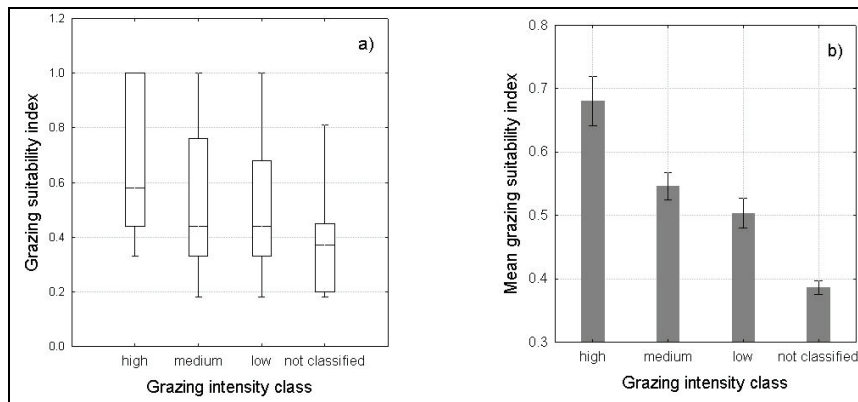 a)
Grazing suitability index
1.2
1.0
0.8
0.6
0.4
0.2
0.0
high medium low not classified
Grazing intensity class
b)
Mean grazing suitability index
0.8
0.7
0.6
0.5
0.4
0.3
high medium low not classified
Grazing intensity class